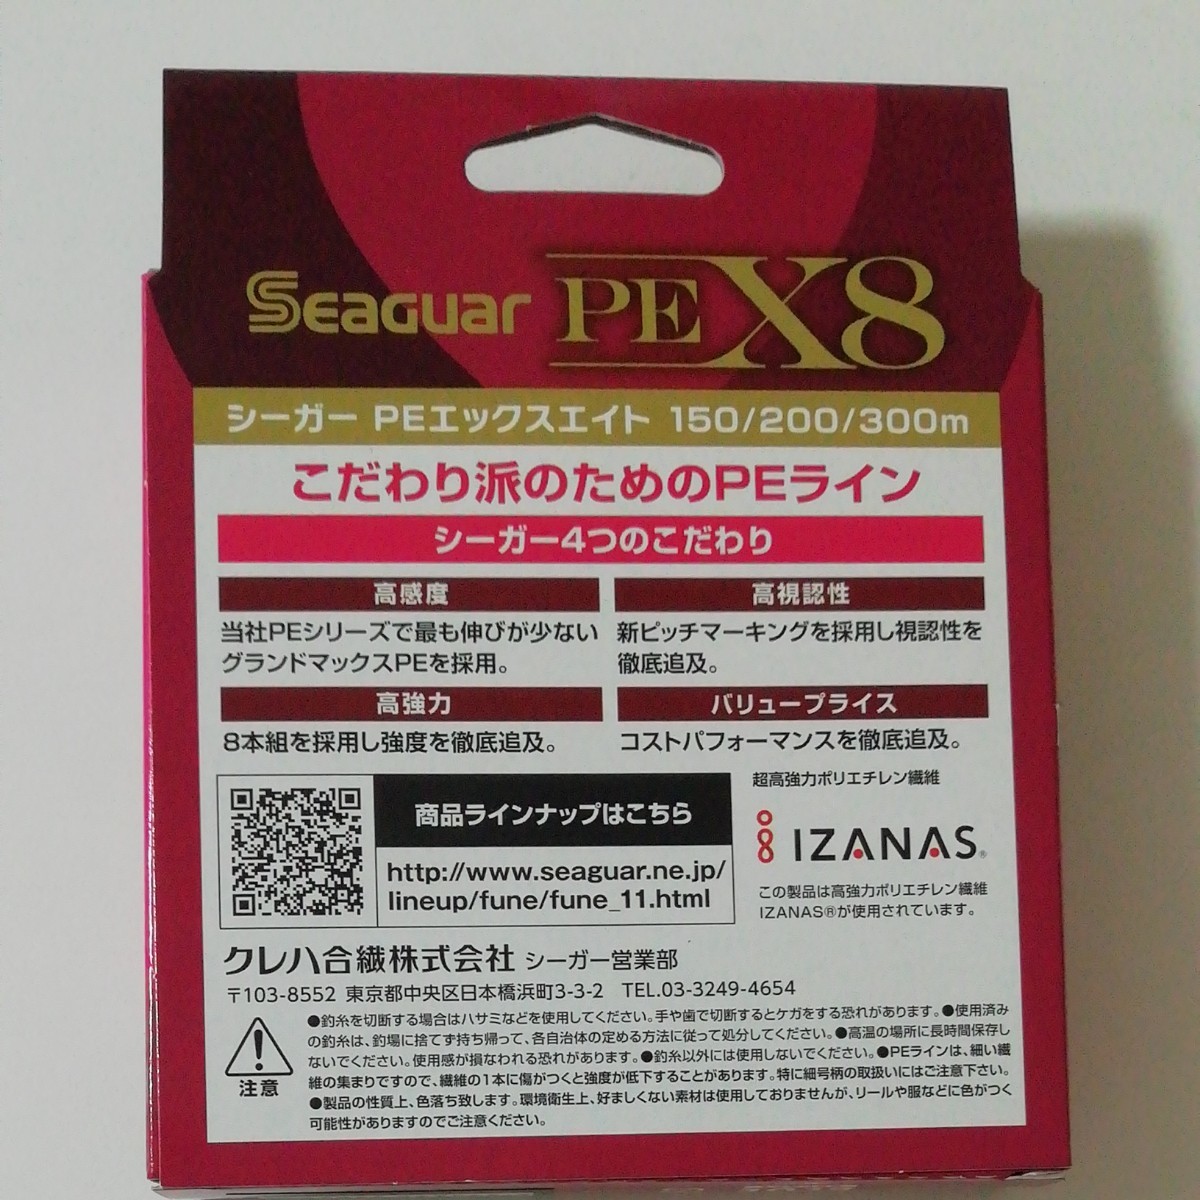 Seaguar PE X8
シーガー PEエックスエイト 150/200/300m
こだわり派のためのPEライン
シーガー4つのこだわり
高感度
当社PEシリーズで最も伸びが少ない
グランドマックスPEを採用。
高視認性
新ピッチマーキングを採用し視認性を
徹底追及。
高強力
8本組を採用し強度を徹底追及。
バリュープライス
コストパフォーマンスを徹底追及。
商品ラインナップはこちら
http://www.seaguar.ne.jp/
lineup/fune/fune_11.html
超高強力ポリエチレン繊維
IZANAS®
この製品は高強力ポリエチレン繊維
IZANAS®が使用されています。
クレハ合繊株式会社 シーガー営業部
〒103-8552 東京都中央区日本橋浜町3-3-2 TEL.03-3249-4654
注意
●釣糸を切断する場合はハサミなどを使用してください。手や歯で切断するとケガをする恐れがあります。●使用済み
の釣糸は、釣場に捨てず持ち帰って、各自治体の定める方法に従って処分してください。●高温の場所に長時間保存し
ないでください。使用感が損なわれる恐れがあります。●釣糸以外には使用しないでください。●PEラインは、細い繊
維の集まりですので、繊維の1本に傷がつくと強度が低下することがあります。特に細号柄の取扱いにはご注意下さい。
●製品の性質上、色落ち致します。環境衛生上、好ましくない素材は使用しておりませんが、リールや服などに色がつく
可能性がありますのでご注意ください。